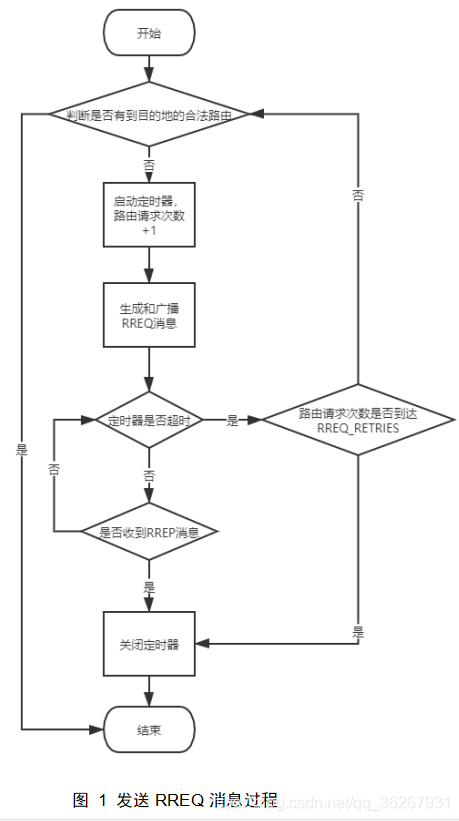 开始
判断是否有到目的地的合法路由
否
否
启动定时器，
路由请求次数
+1
生成和广播
RREQ消息
定时器是否超时
是
路由请求次数是否到达
RREQ_RETRIES
是
否
否
是否收到RREP消息
是
是
关闭定时器
结束
图 1 发送 RREQ 消息过程
csdn.net/qq_36267931